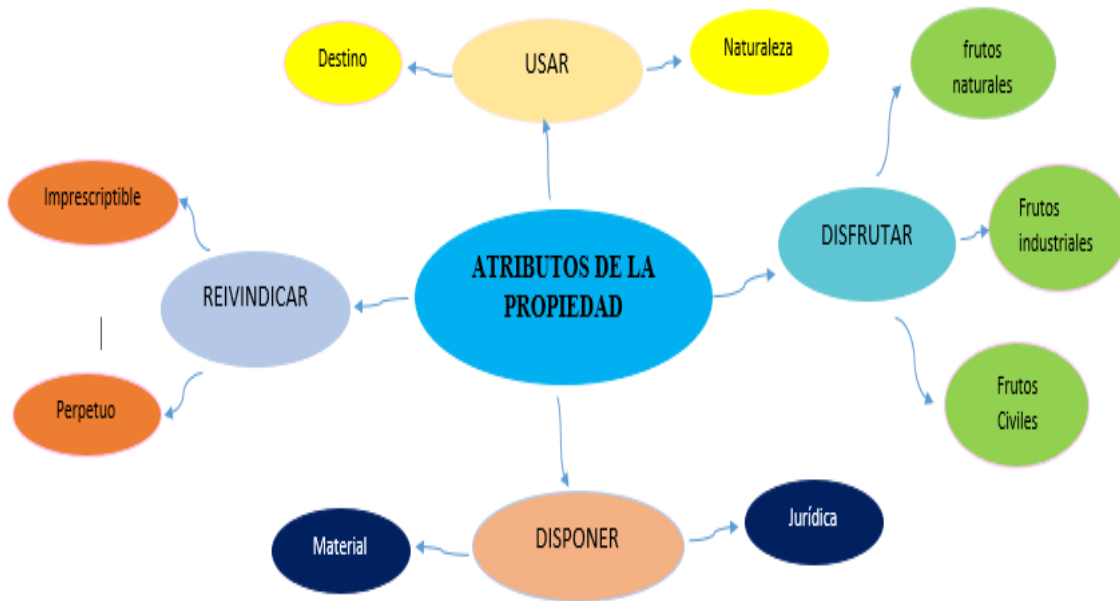 Destino
USAR
Naturaleza
frutos
naturales
Imprescriptible
DISFRUTAR
Frutos
industriales
ATRIBUTOS DE LA
PROPIEDAD
REIVINDICAR
Perpetuo
Frutos
Civiles
Material
DISPONER
Jurídica